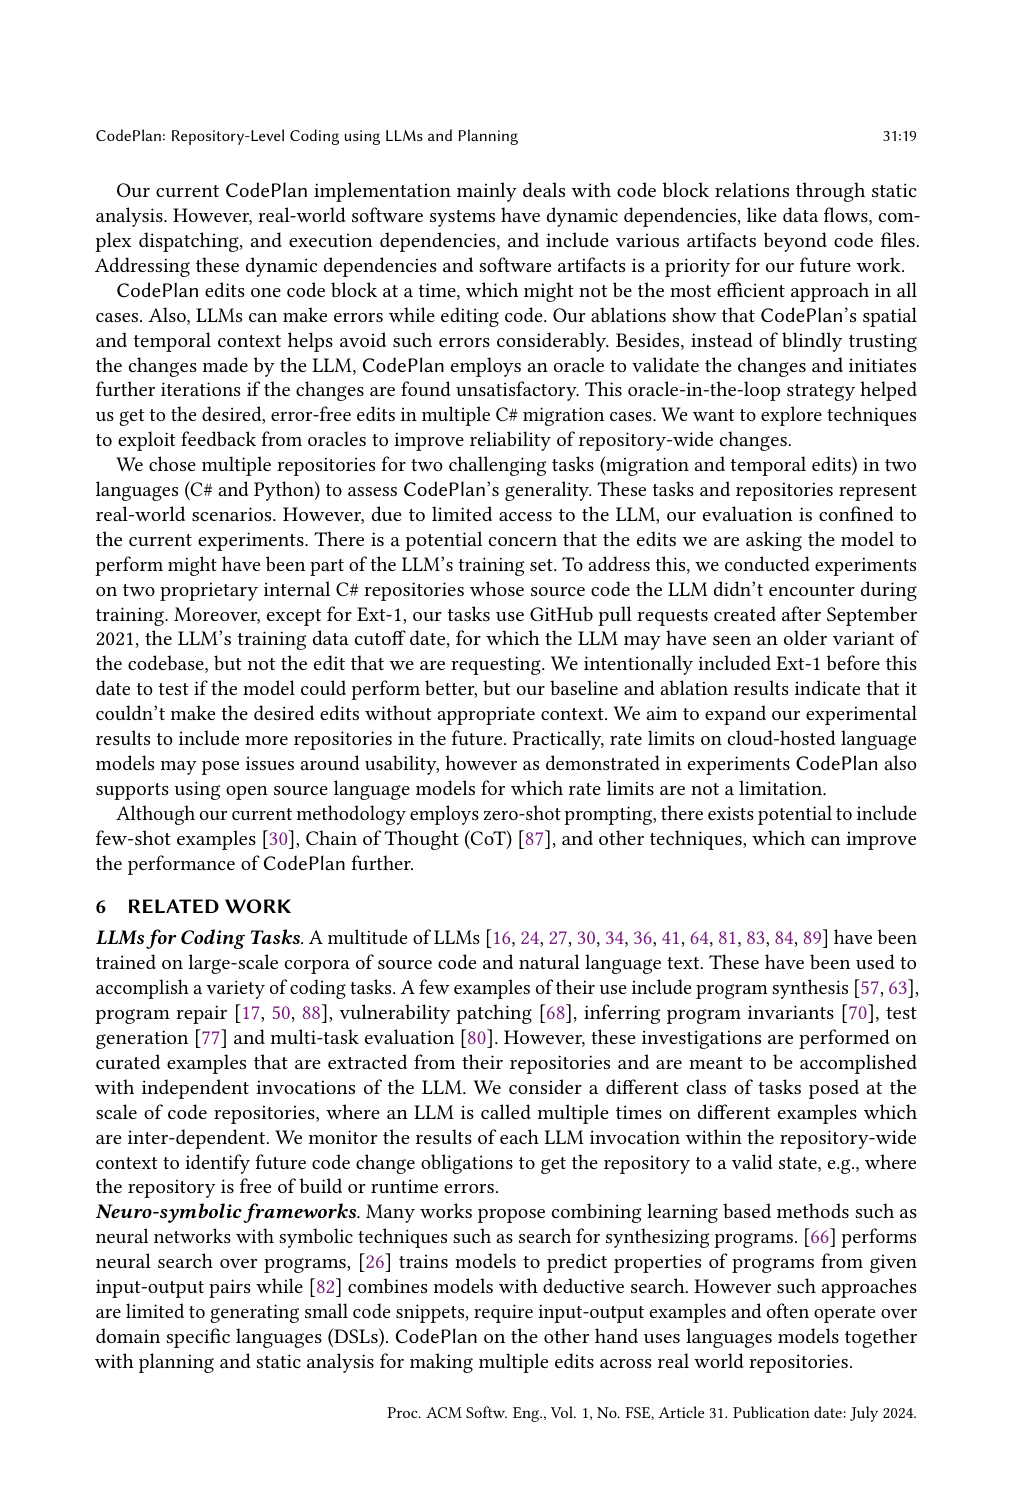 CodePlan: Repository-Level Coding using LLMs and Planning 31:19
Our current CodePlan implementation mainly deals with code block relations through static
analysis. However, real-world software systems have dynamic dependencies, like data flows, com-
plex dispatching, and execution dependencies, and include various artifacts beyond code files.
Addressing these dynamic dependencies and software artifacts is a priority for our future work.
CodePlan edits one code block at a time, which might not be the most efficient approach in all
cases. Also, LLMs can make errors while editing code. Our ablations show that CodePlan's spatial
and temporal context helps avoid such errors considerably. Besides, instead of blindly trusting
the changes made by the LLM, CodePlan employs an oracle to validate the changes and initiates
further iterations if the changes are found unsatisfactory. This oracle-in-the-loop strategy helped
us get to the desired, error-free edits in multiple C# migration cases. We want to explore techniques
to exploit feedback from oracles to improve reliability of repository-wide changes.
We chose multiple repositories for two challenging tasks (migration and temporal edits) in two
languages (C# and Python) to assess CodePlan's generality. These tasks and repositories represent
real-world scenarios. However, due to limited access to the LLM, our evaluation is confined to
the current experiments. There is a potential concern that the edits we are asking the model to
perform might have been part of the LLM's training set. To address this, we conducted experiments
on two proprietary internal C# repositories whose source code the LLM didn't encounter during
training. Moreover, except for Ext-1, our tasks use GitHub pull requests created after September
2021, the LLM's training data cutoff date, for which the LLM may have seen an older variant of
the codebase, but not the edit that we are requesting. We intentionally included Ext-1 before this
date to test if the model could perform better, but our baseline and ablation results indicate that it
couldn't make the desired edits without appropriate context. We aim to expand our experimental
results to include more repositories in the future. Practically, rate limits on cloud-hosted language
models may pose issues around usability, however as demonstrated in experiments CodePlan also
supports using open source language models for which rate limits are not a limitation.
Although our current methodology employs zero-shot prompting, there exists potential to include
few-shot examples [30], Chain of Thought (CoT) [87], and other techniques, which can improve
the performance of CodePlan further.
6 RELATED WORK
LLMs for Coding Tasks. A multitude of LLMs [16, 24, 27, 30, 34, 36, 41, 64, 81, 83, 84, 89] have been
trained on large-scale corpora of source code and natural language text. These have been used to
accomplish a variety of coding tasks. A few examples of their use include program synthesis [57, 63],
program repair [17, 50, 88], vulnerability patching [68], inferring program invariants [70], test
generation [77] and multi-task evaluation [80]. However, these investigations are performed on
curated examples that are extracted from their repositories and are meant to be accomplished
with independent invocations of the LLM. We consider a different class of tasks posed at the
scale of code repositories, where an LLM is called multiple times on different examples which
are inter-dependent. We monitor the results of each LLM invocation within the repository-wide
context to identify future code change obligations to get the repository to a valid state, e.g., where
the repository is free of build or runtime errors.
Neuro-symbolic frameworks. Many works propose combining learning based methods such as
neural networks with symbolic techniques such as search for synthesizing programs. [66] performs
neural search over programs, [26] trains models to predict properties of programs from given
input-output pairs while [82] combines models with deductive search. However such approaches
are limited to generating small code snippets, require input-output examples and often operate over
domain specific languages (DSLs). CodePlan on the other hand uses languages models together
with planning and static analysis for making multiple edits across real world repositories.
Proc. ACM Softw. Eng., Vol. 1, No. FSE, Article 31. Publication date: July 2024.